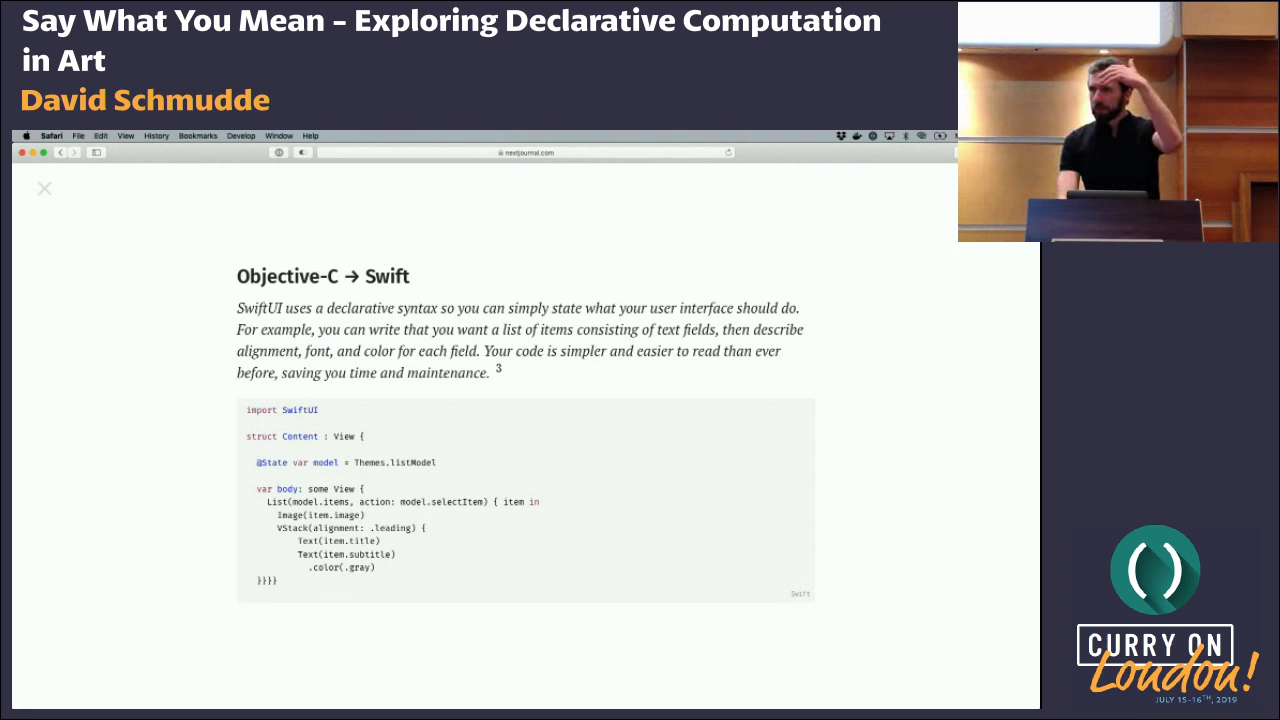 Say What You Mean – Exploring Declarative Computation
in Art
David Schmudde
Safari File Edit View History Bookmarks Develop Window Help
nextjournal.com
Objective-C → Swift
SwiftUI uses a declarative syntax so you can simply state what your user interface should do.
For example, you can write that you want a list of items consisting of text fields, then describe
alignment, font, and color for each field. Your code is simpler and easier to read than ever
before, saving you time and maintenance. 3
import SwiftUI
struct Content : View {
@State var model = Themes.listModel
var body: some View {
List(model.items, action: model.selectItem) { item in
Image(item.image)
VStack(alignment: .leading) {
Text(item.title)
Text(item.subtitle)
.color(.gray)
}}}}
Swift
()
CURRY ON
London!
JULY 15-16TH, 2019